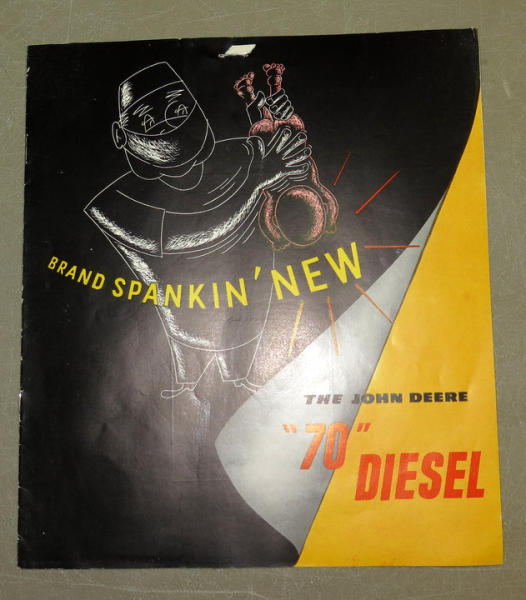 BRAND SPANKIN' NEW
THE JOHN DEERE
"70"
DIESEL